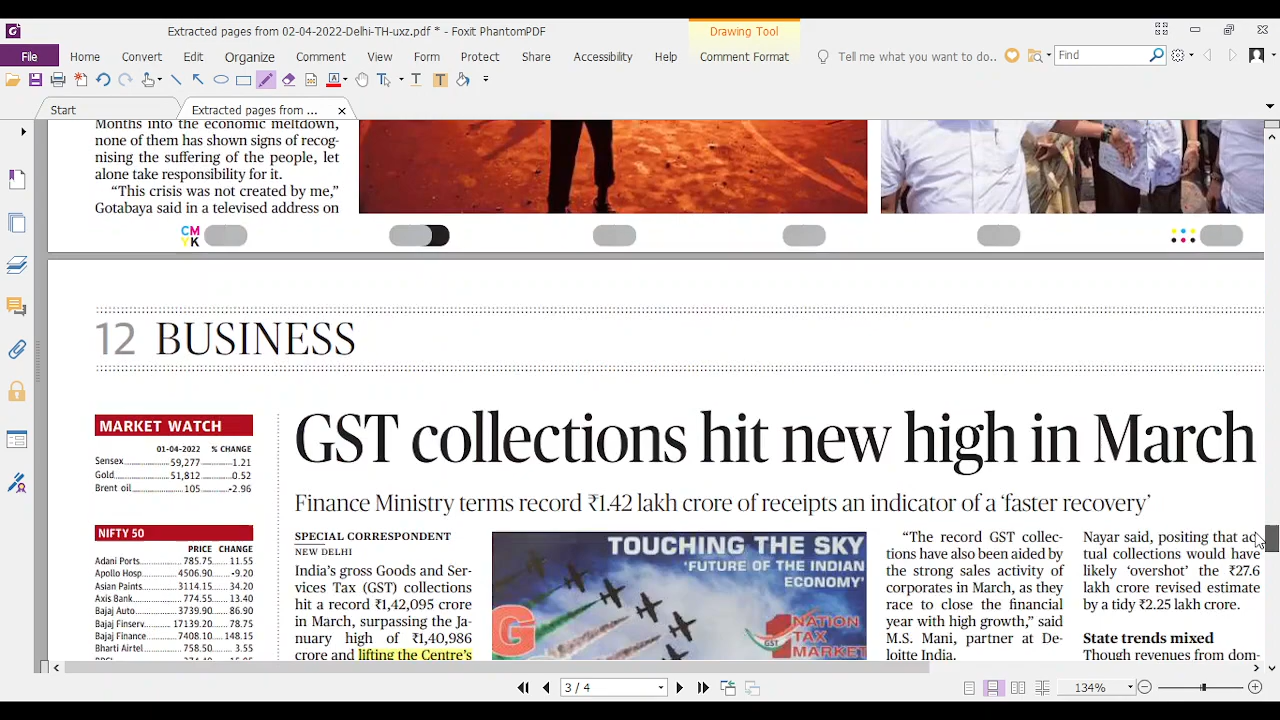 Extracted pages from 02-04-2022-Delhi-TH-uxz.pdf * - Foxit PhantomPDF
Drawing Tool
File
Home
Convert
Edit
Organize
Comment
View
Form
Protect
Share
Accessibility
Help
Comment Format
Tell me what you want to do..
Find
Start
Extracted pages from ...
Months into the economic meltdown,
none of them has shown signs of recog-
nising the suffering of the people, let
alone take responsibility for it.
“This crisis was not created by me,”
Gotabaya said in a televised address on
CM
YK
12 BUSINESS
MARKET WATCH
01-04-2022 % CHANGE
Sensex 59,277 1.21
Gold 51,812 0.52
Brent oil 105 -2.96
NIFTY 50
PRICE CHANGE
Adani Ports 785.75 11.55
Apollo Hosp 4506.90 -9.20
Asian Paints 3114.15 34.20
Axis Bank 774.55 13.40
Bajaj Auto 3739.90 86.90
Bajaj Finserv 17139.20 78.75
Bajaj Finance 7408.10 148.15
Bharti Airtel 758.50 3.55
GST collections hit new high in March
Finance Ministry terms record ₹1.42 lakh crore of receipts an indicator of a ‘faster recovery’
SPECIAL CORRESPONDENT
NEW DELHI
India’s gross Goods and Ser-
vices Tax (GST) collections
hit a record ₹1,42,095 crore
in March, surpassing the Ja-
nuary high of ₹1,40,986
crore and lifting the Centre’s
TOUCHING THE SKY
'FUTURE OF THE INDIAN
ECONOMY'
G
GST
1 NATION
TAX
MARKET
“The record GST collec-
tions have also been aided by
the strong sales activity of
corporates in March, as they
race to close the financial
year with high growth,” said
M.S. Mani, partner at De-
loitte India.
Nayar said, positing that ac-
tual collections would have
likely ‘overshot’ the ₹27.6
lakh crore revised estimate
by a tidy ₹2.25 lakh crore.
State trends mixed
Though revenues from dom-
3 / 4
134%